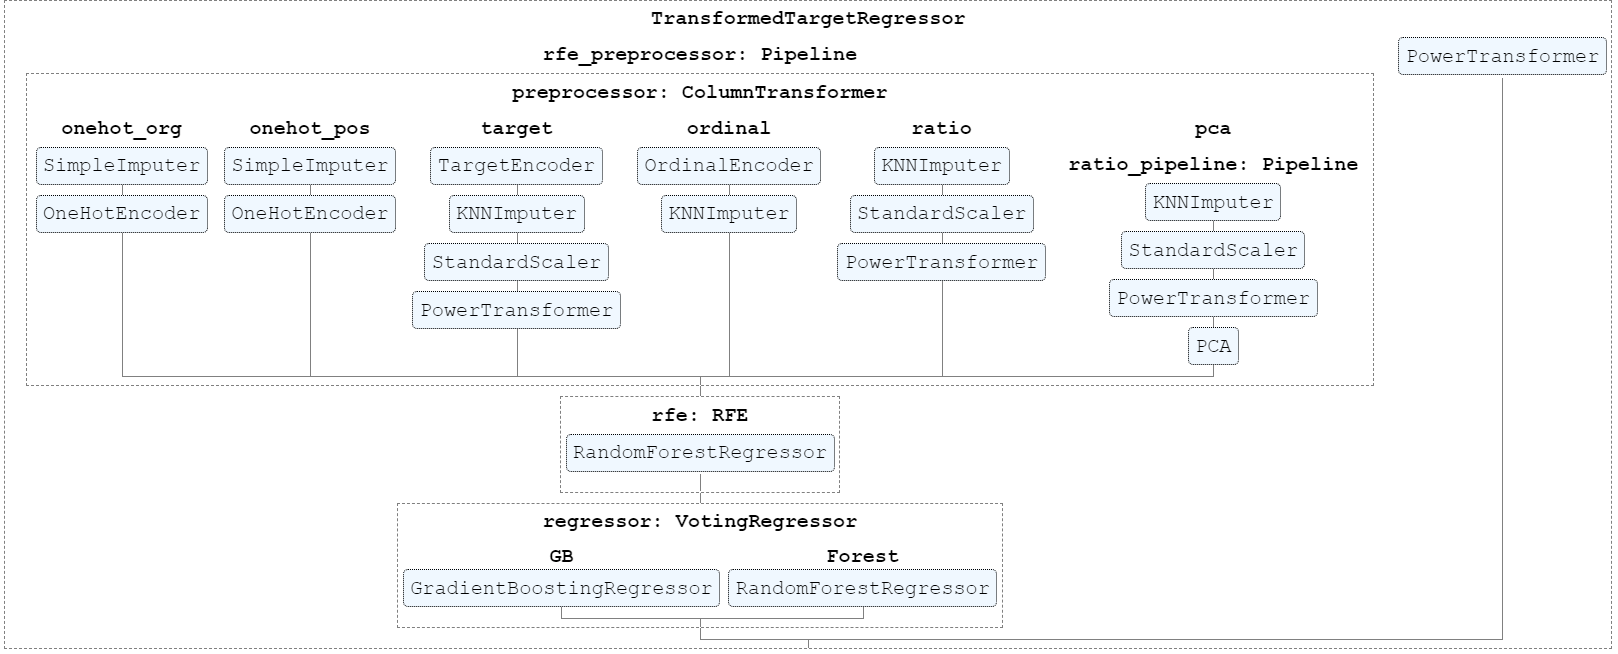 TransformedTargetRegressor
rfe_preprocessor: Pipeline
PowerTransformer
preprocessor: ColumnTransformer
onehot_org
SimpleImputer
OneHotEncoder
onehot_pos
SimpleImputer
OneHotEncoder
target
TargetEncoder
KNNImputer
StandardScaler
PowerTransformer
ordinal
OrdinalEncoder
KNNImputer
ratio
KNNImputer
StandardScaler
PowerTransformer
pca
ratio_pipeline: Pipeline
KNNImputer
StandardScaler
PowerTransformer
PCA
rfe: RFE
RandomForestRegressor
regressor: VotingRegressor
GB
GradientBoostingRegressor
Forest
RandomForestRegressor